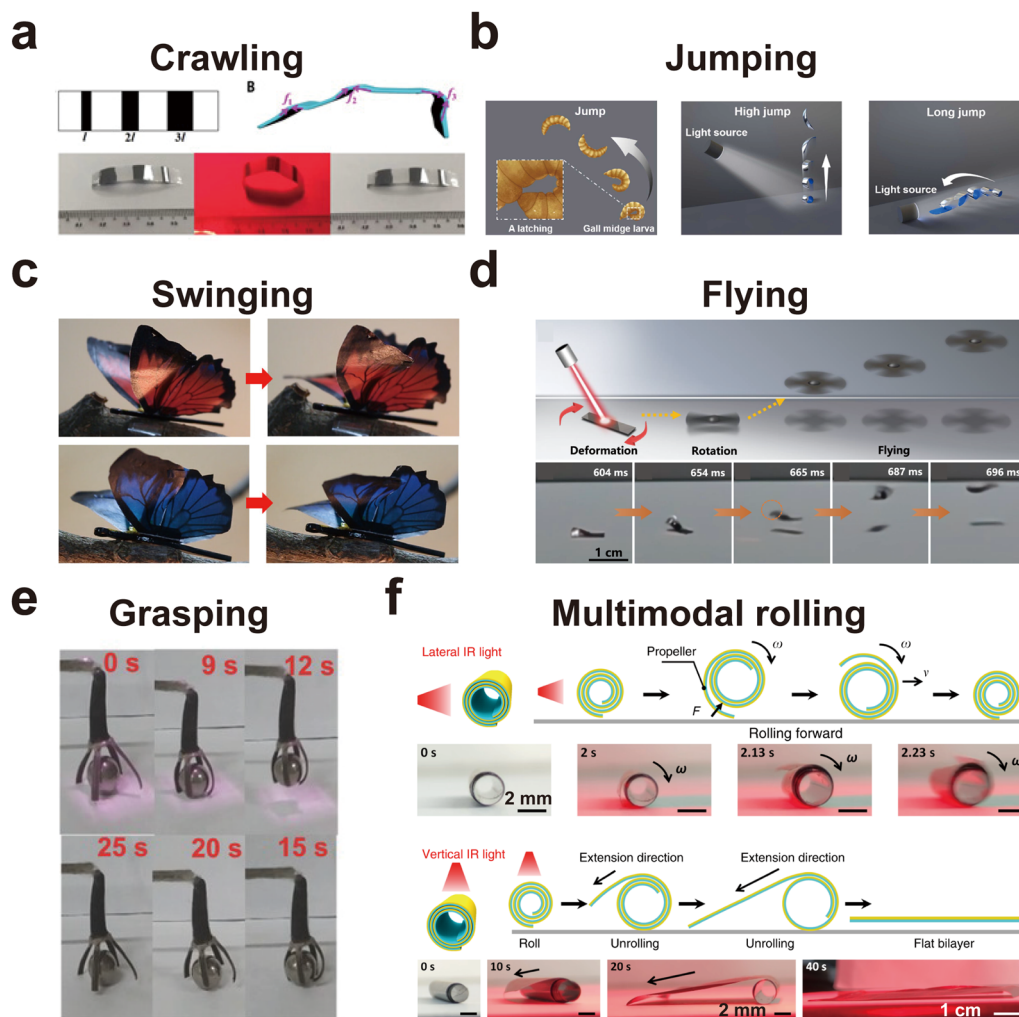 a
Crawling
B
f1
f2
f3
l
2l
3l
b
Jumping
Jump
A latching
Gall midge larva
High jump
Light source
Long jump
Light source
c
Swinging
d
Flying
Deformation
Rotation
Flying
604 ms
654 ms
665 ms
687 ms
696 ms
1 cm
e
Grasping
0 s
9 s
12 s
25 s
20 s
15 s
f
Multimodal rolling
Lateral IR light
Propeller
ω
ω
v
F
Rolling forward
0 s
2 mm
2 s
ω
2.13 s
ω
2.23 s
ω
Vertical IR light
Extension direction
Extension direction
Roll
Unrolling
Unrolling
Flat bilayer
0 s
10 s
20 s
2 mm
40 s
1 cm